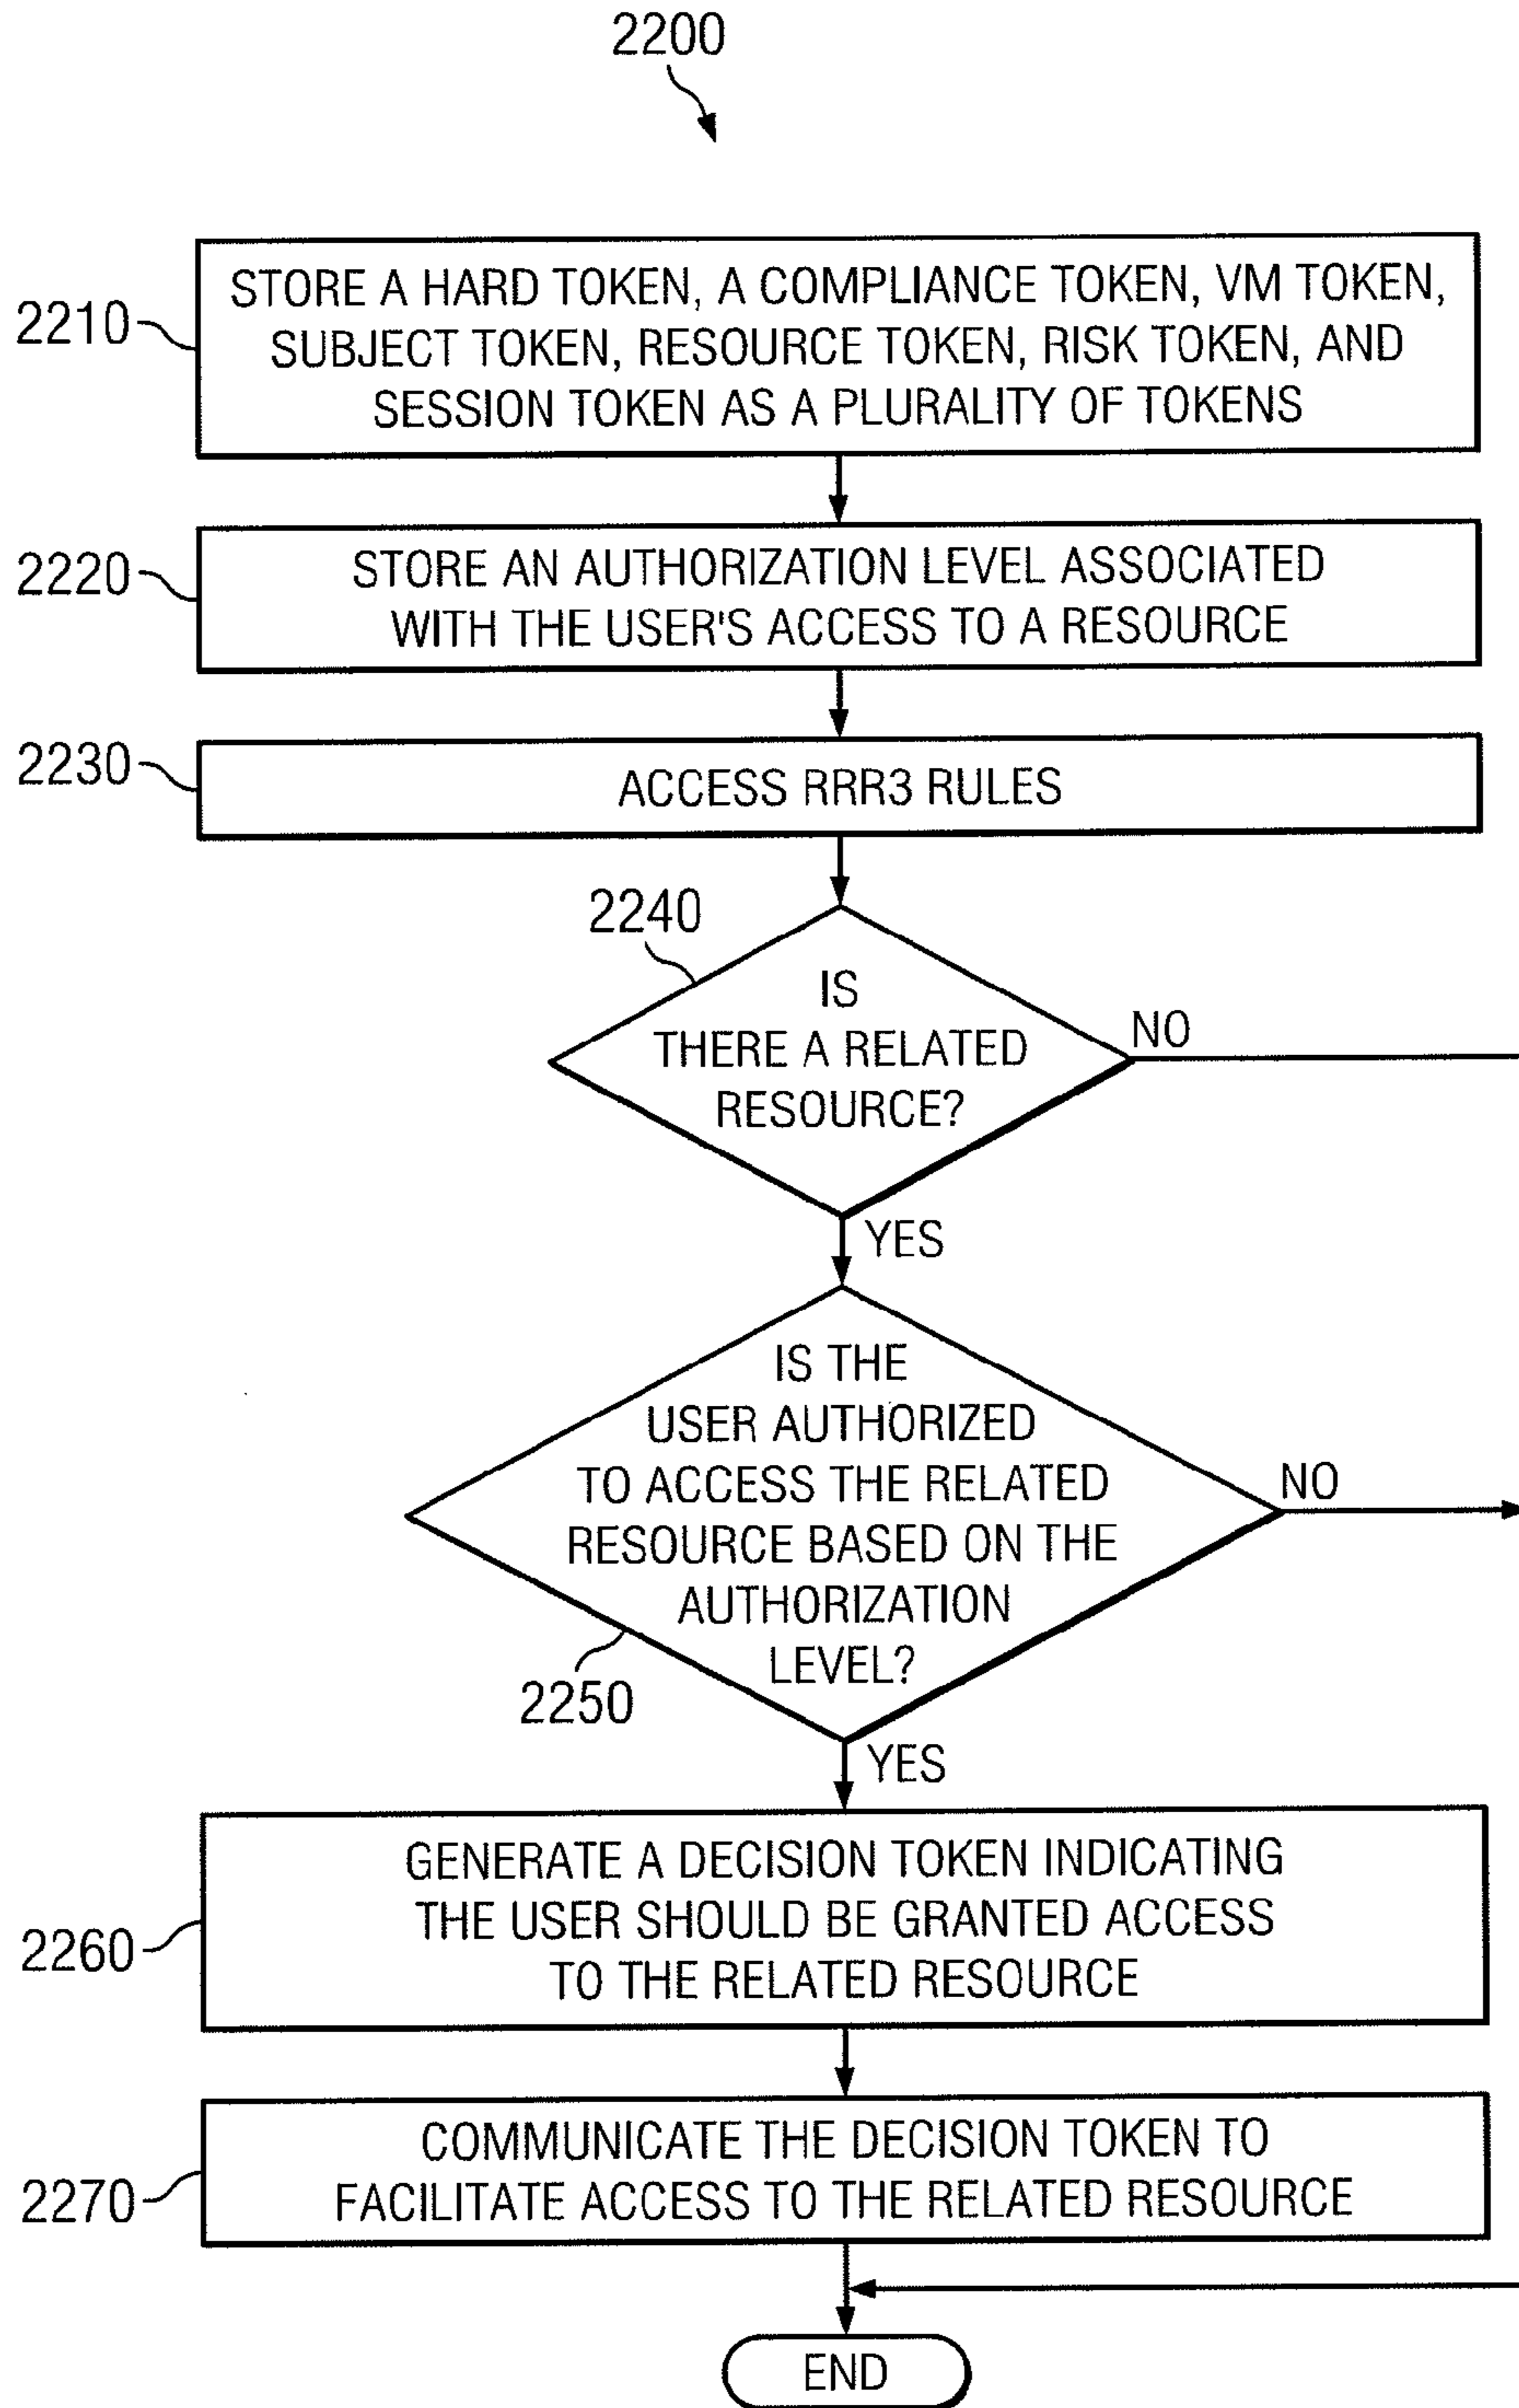 2200
2210
STORE A HARD TOKEN, A COMPLIANCE TOKEN, VM TOKEN,
SUBJECT TOKEN, RESOURCE TOKEN, RISK TOKEN, AND
SESSION TOKEN AS A PLURALITY OF TOKENS
2220
STORE AN AUTHORIZATION LEVEL ASSOCIATED
WITH THE USER'S ACCESS TO A RESOURCE
2230
ACCESS RRR3 RULES
2240
IS
THERE A RELATED
RESOURCE?
NO
YES
IS THE
USER AUTHORIZED
TO ACCESS THE RELATED
RESOURCE BASED ON THE
AUTHORIZATION
LEVEL?
NO
2250
YES
2260
GENERATE A DECISION TOKEN INDICATING
THE USER SHOULD BE GRANTED ACCESS
TO THE RELATED RESOURCE
2270
COMMUNICATE THE DECISION TOKEN TO
FACILITATE ACCESS TO THE RELATED RESOURCE
END